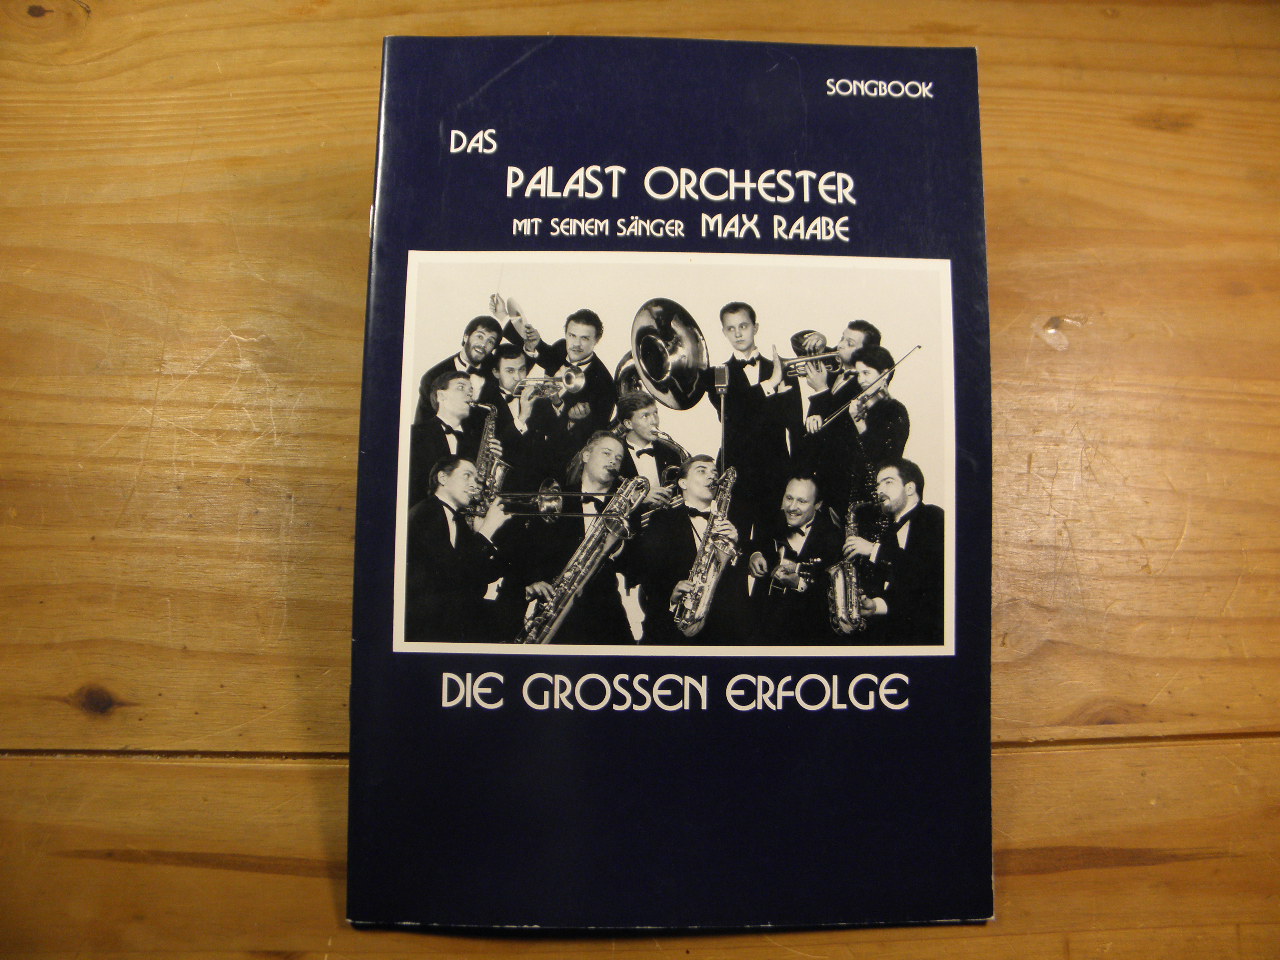 SONGBOOK
DAS
PALAST ORCHESTER
MIT SEINEM SÄNGER MAX RAABE
DIE GROSSEN ERFOLGE